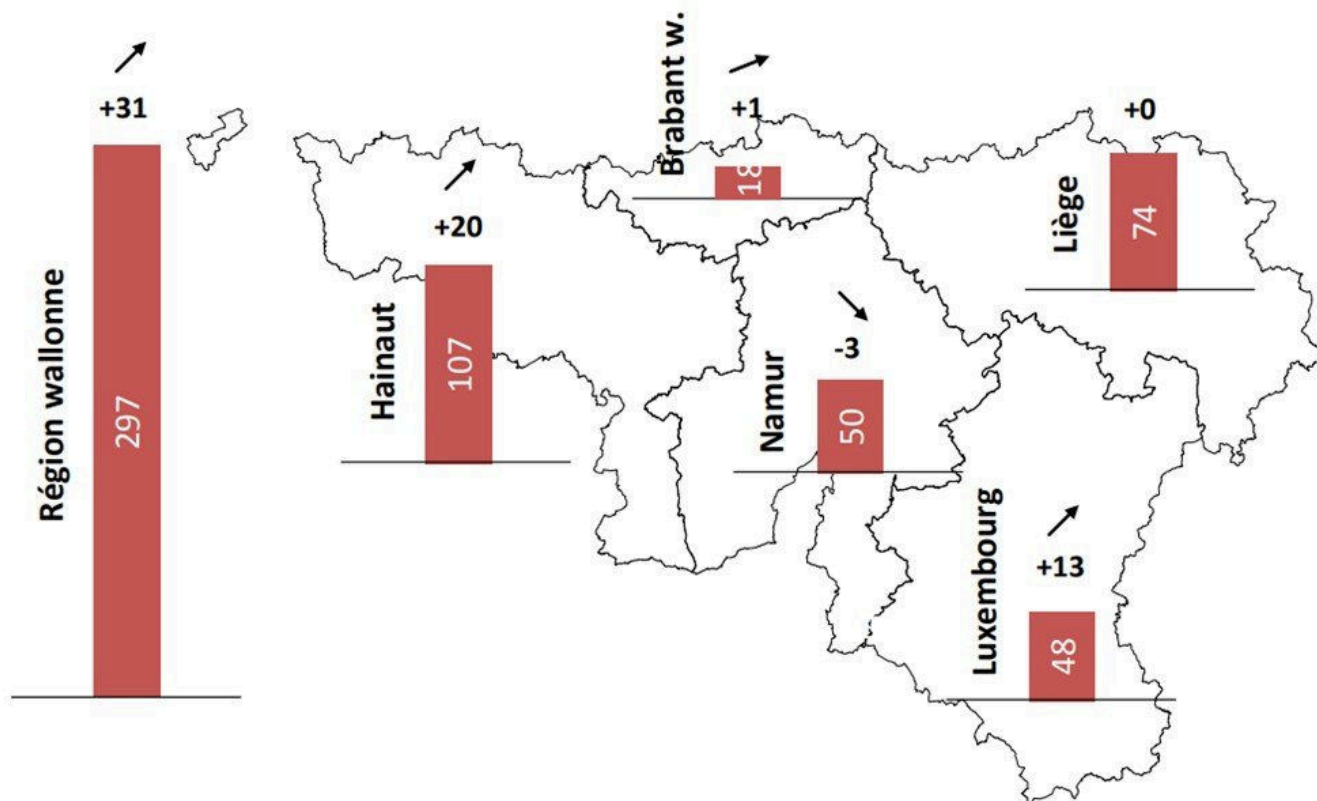 +31
297
Région wallonne
+20
107
Hainaut
Brabant w.
+1
18
+0
74
Liège
-3
50
Namur
+13
48
Luxembourg